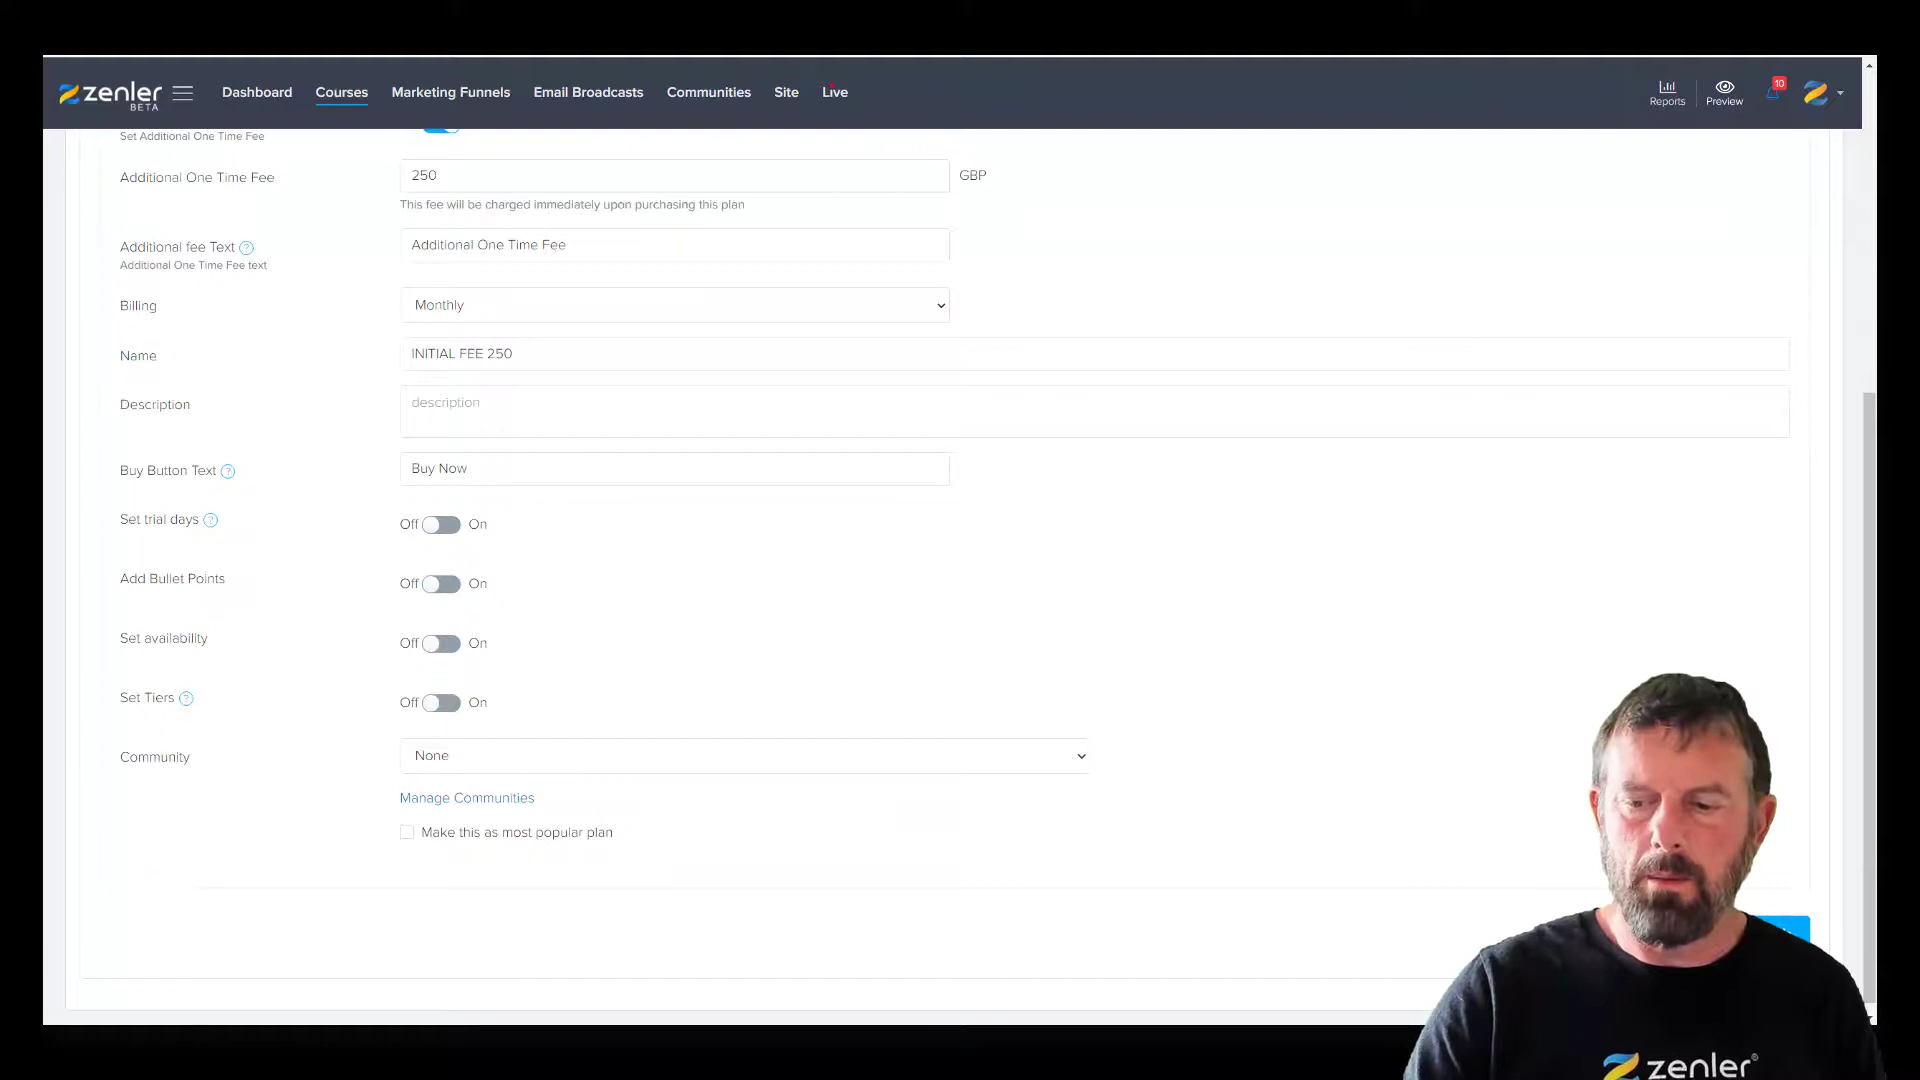 zenler
BETA
Dashboard
Courses
Marketing Funnels
Email Broadcasts
Communities
Site
Live
Reports
Preview
10
Set Additional One Time Fee
Additional One Time Fee
250
GBP
This fee will be charged immediately upon purchasing this plan
Additional fee Text ?
Additional One Time Fee
Additional One Time Fee text
Billing
Monthly
Name
INITIAL FEE 250
Description
description
Buy Button Text ?
Buy Now
Set trial days ?
Off On
Add Bullet Points
Off On
Set availability
Off On
Set Tiers ?
Off On
Community
None
Manage Communities
Make this as most popular plan
zenler®